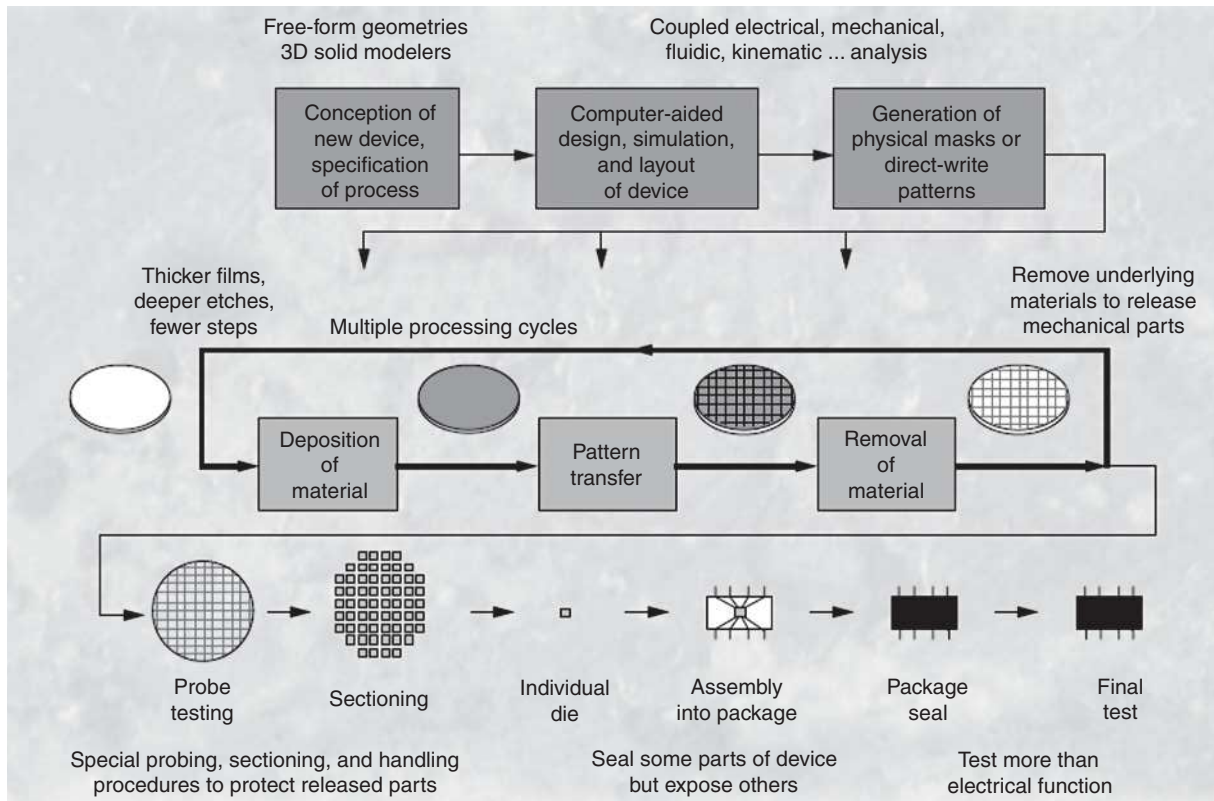 Free-form geometries
3D solid modelers
Coupled electrical, mechanical,
fluidic, kinematic ... analysis
Conception of
new device,
specification
of process
Computer-aided
design, simulation,
and layout
of device
Generation of
physical masks or
direct-write
patterns
Thicker films,
deeper etches,
fewer steps
Multiple processing cycles
Remove underlying
materials to release
mechanical parts
Deposition
of
material
Pattern
transfer
Removal
of
material
Probe
testing
Sectioning
Individual
die
Assembly
into package
Package
seal
Final
test
Special probing, sectioning, and handling
procedures to protect released parts
Seal some parts of device
but expose others
Test more than
electrical function